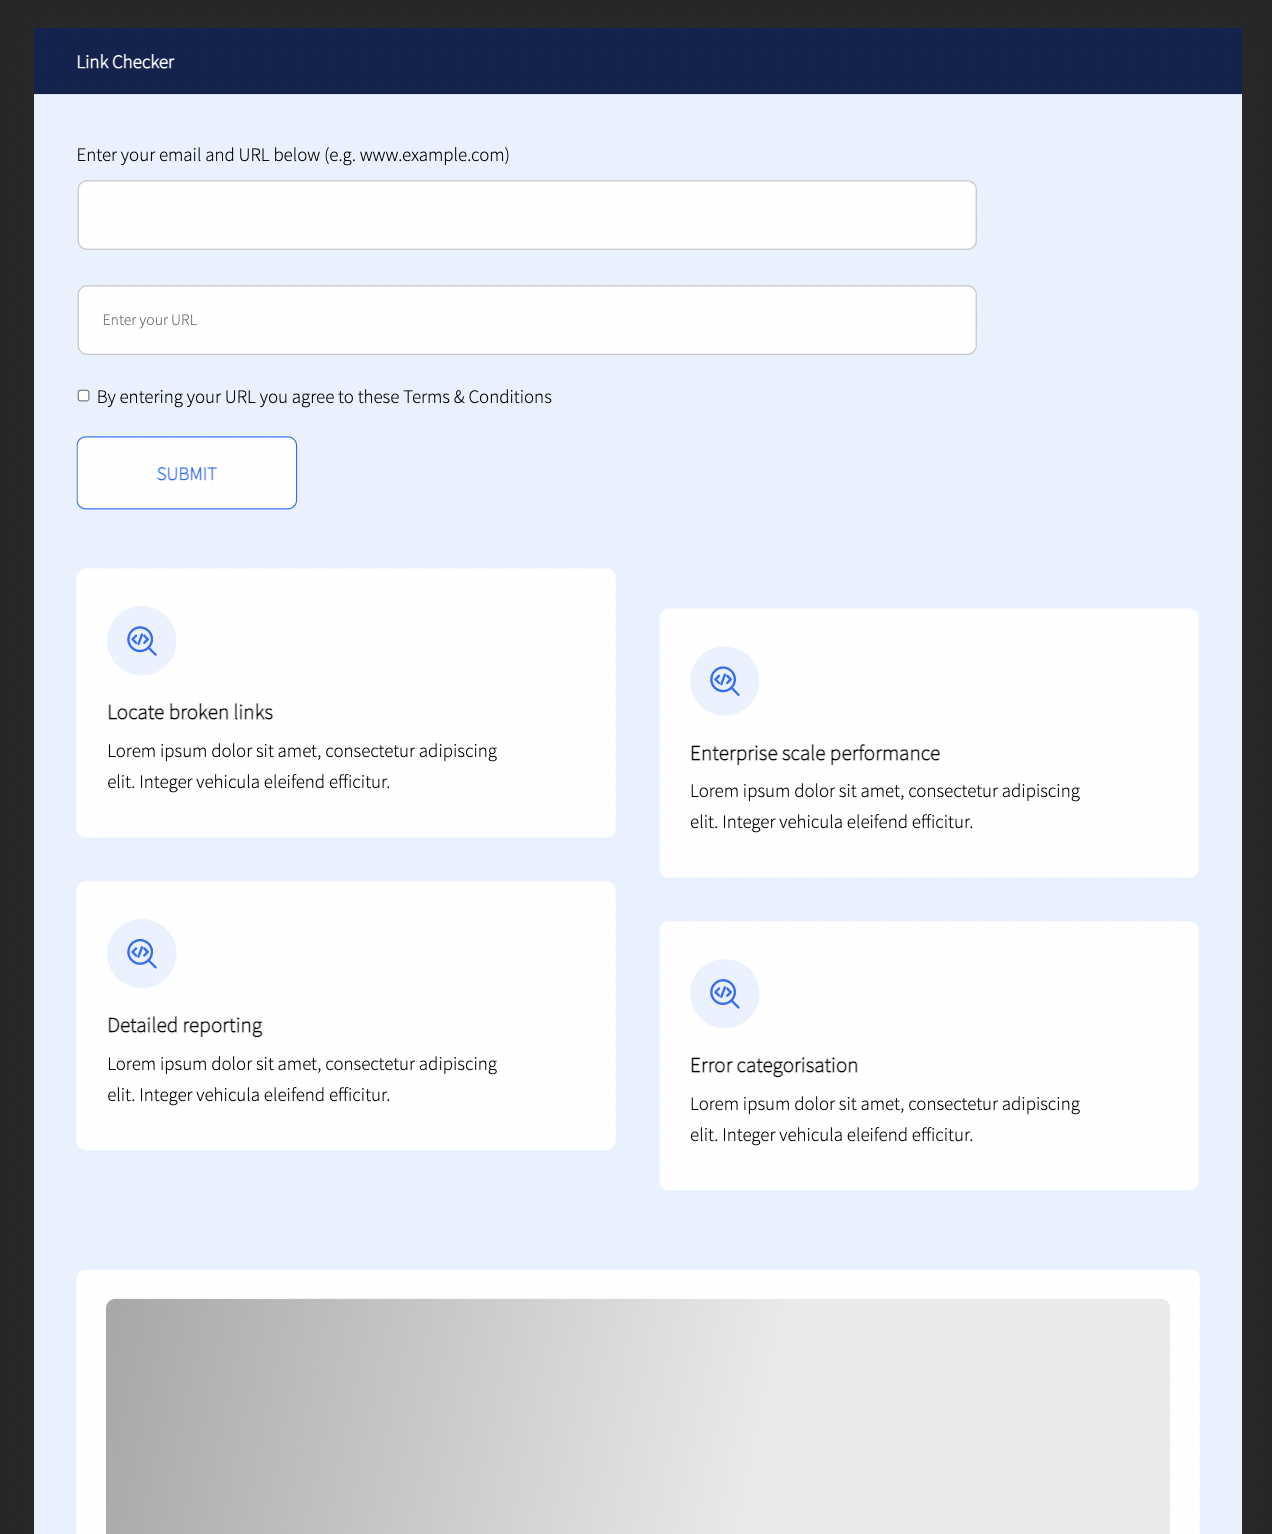 Link Checker
Enter your email and URL below (e.g. www.example.com)
Enter your URL
By entering your URL you agree to these Terms & Conditions
SUBMIT
Locate broken links
Lorem ipsum dolor sit amet, consectetur adipiscing
elit. Integer vehicula eleifend efficitur.
Enterprise scale performance
Lorem ipsum dolor sit amet, consectetur adipiscing
elit. Integer vehicula eleifend efficitur.
Detailed reporting
Lorem ipsum dolor sit amet, consectetur adipiscing
elit. Integer vehicula eleifend efficitur.
Error categorisation
Lorem ipsum dolor sit amet, consectetur adipiscing
elit. Integer vehicula eleifend efficitur.